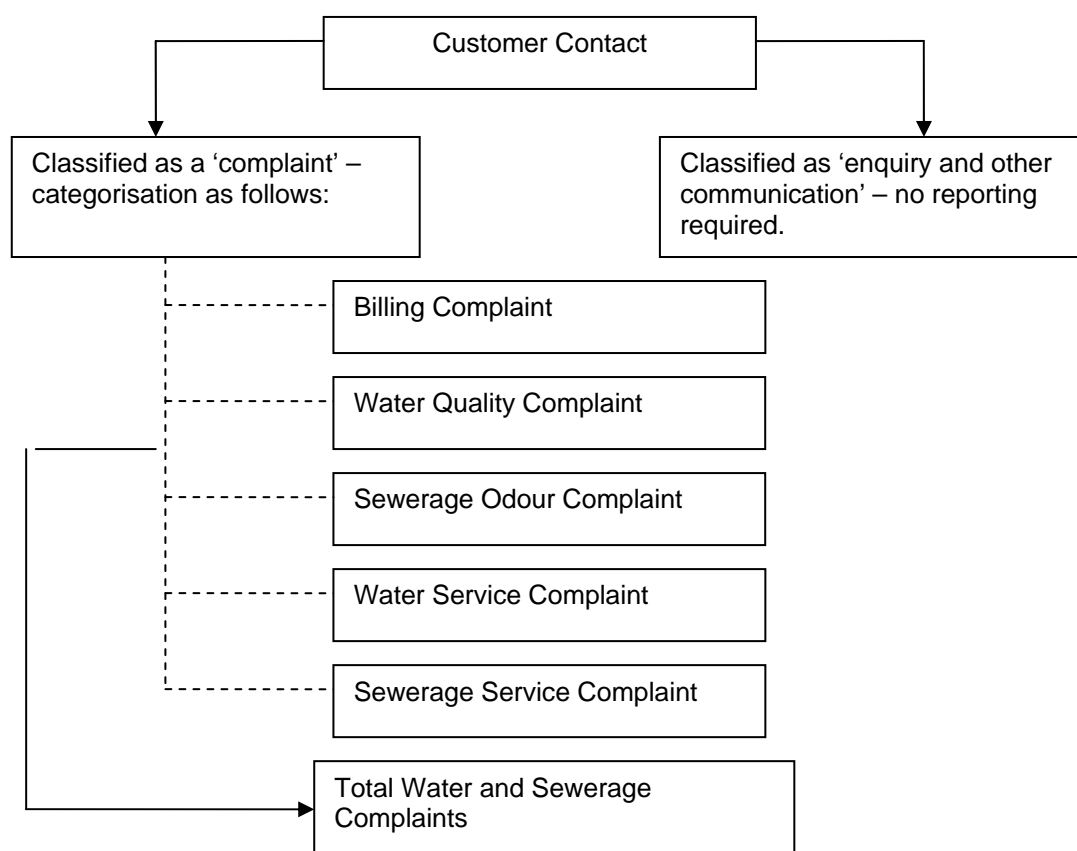 Customer Contact
Classified as a ‘complaint’ –
categorisation as follows:
Classified as ‘enquiry and other
communication’ – no reporting
required.
Billing Complaint
Water Quality Complaint
Sewerage Odour Complaint
Water Service Complaint
Sewerage Service Complaint
Total Water and Sewerage
Complaints